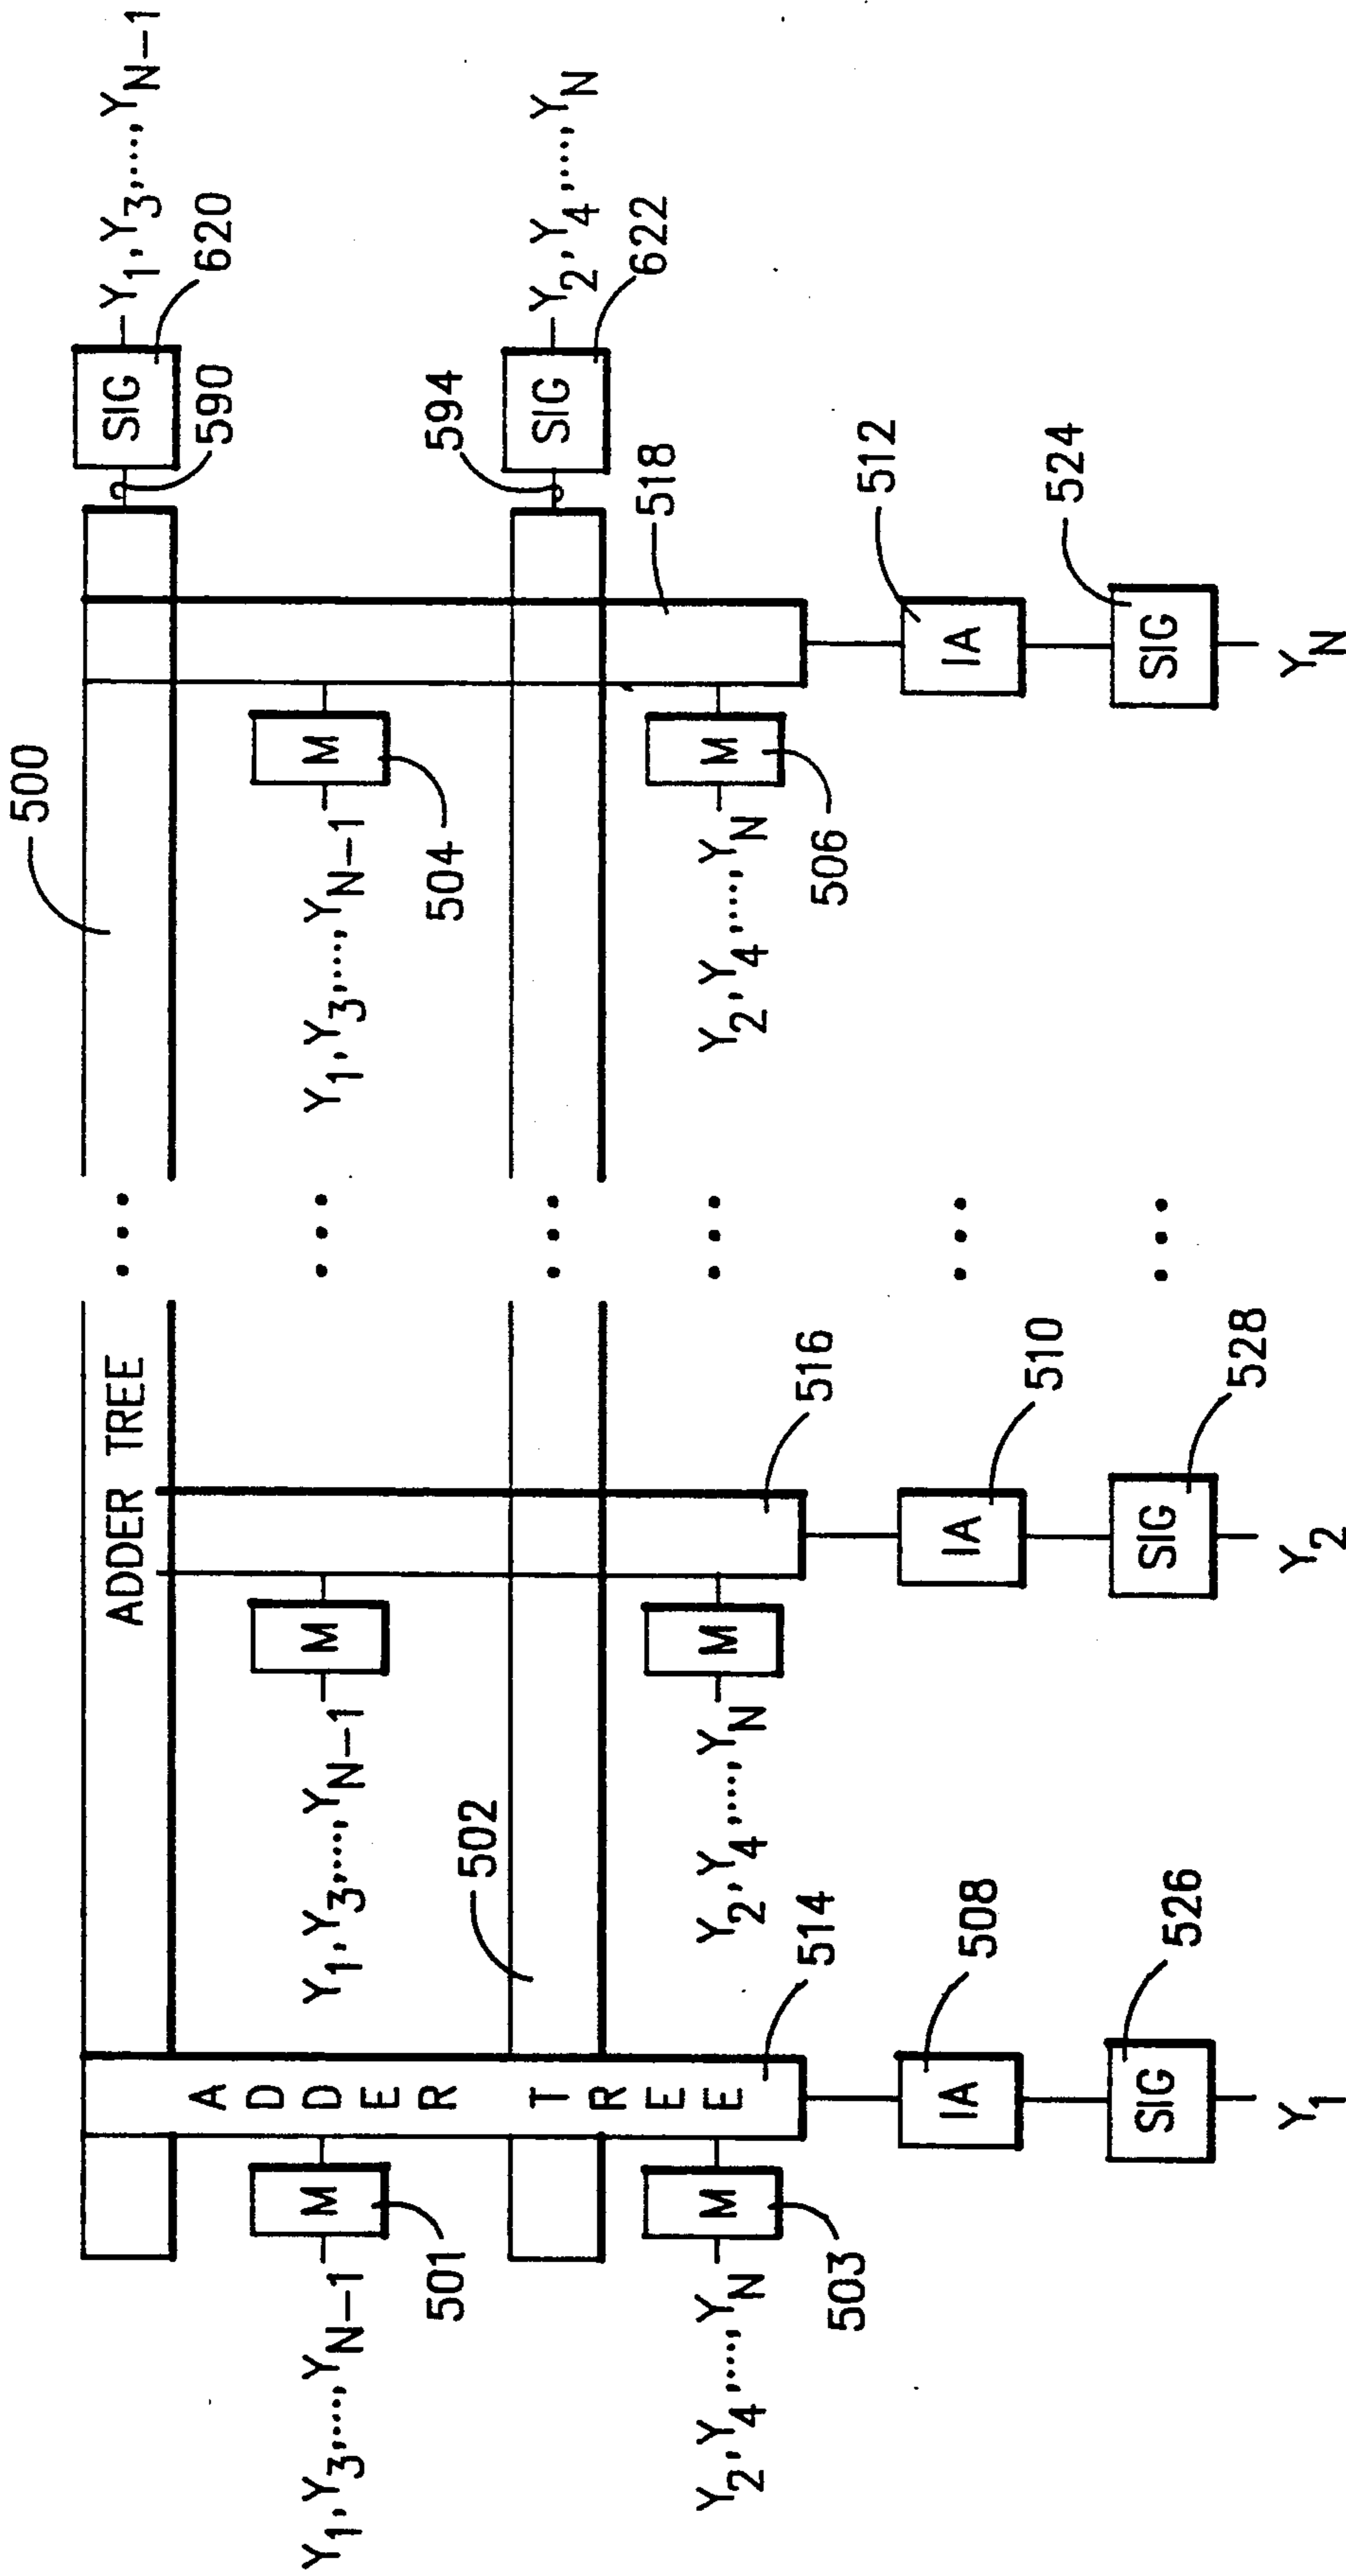 500
ADDER TREE
SIG
Y1,Y3,....,YN-1
590
620
Y1,Y3,....,YN-1
M
501
Y1,Y3,....,YN-1
M
Y1,Y3,....,YN-1
M
504
502
594
SIG
Y2,Y4,....,YN
622
ADDER TREE
518
Y2,Y4,....,YN
M
503
514
Y2,Y4,....,YN
M
516
Y2,Y4,....,YN
M
506
IA
508
IA
510
IA
512
SIG
526
SIG
528
SIG
524
Y1
Y2
YN